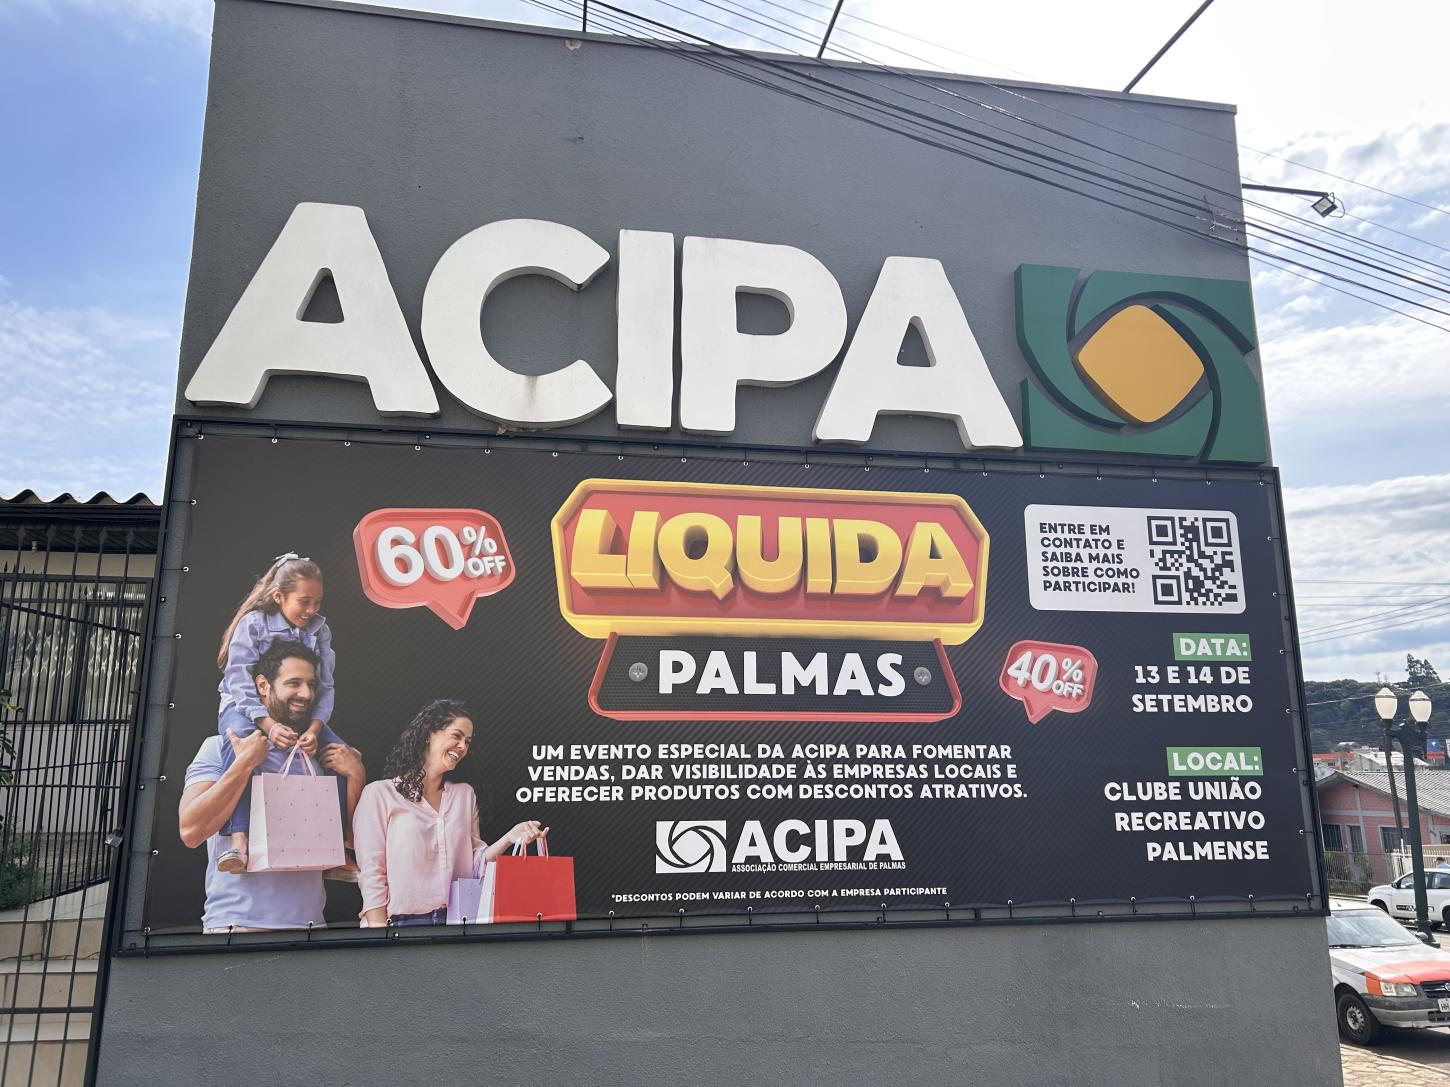 ACIPA
60% OFF
LIQUIDA
PALMAS
40% OFF
ENTRE EM
CONTATO E
SAIBA MAIS
SOBRE COMO
PARTICIPAR!
DATA:
13 E 14 DE
SETEMBRO
LOCAL:
CLUBE UNIÃO
RECREATIVO
PALMENSE
UM EVENTO ESPECIAL DA ACIPA PARA FOMENTAR
VENDAS, DAR VISIBILIDADE ÀS EMPRESAS LOCAIS E
OFERECER PRODUTOS COM DESCONTOS ATRATIVOS.
ACIPA
ASSOCIAÇÃO COMERCIAL EMPRESARIAL DE PALMAS
*DESCONTOS PODEM VARIAR DE ACORDO COM A EMPRESA PARTICIPANTE